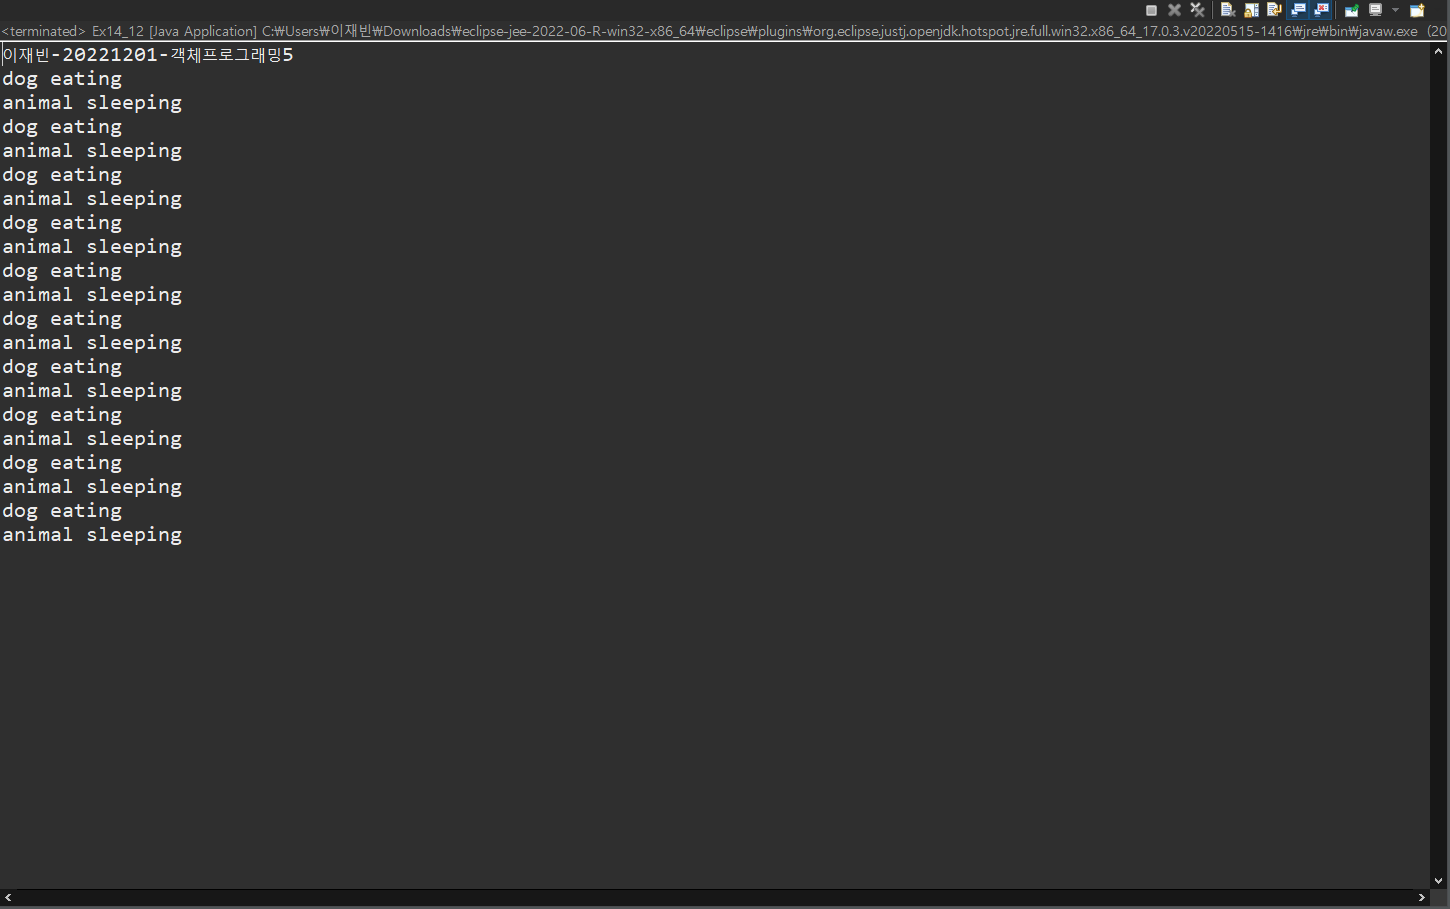 <terminated> Ex14_12 [Java Application] C:₩Users₩이재빈₩Downloads₩eclipse-jee-2022-06-R-win32-x86_64₩eclipse₩plugins₩org.eclipse.justj.openjdk.hotspot.jre.full.win32.x86_64_17.0.3.v20220515-1416₩jre₩bin₩javaw.exe (20
이재빈-20221201-객체프로그래밍5
dog eating
animal sleeping
dog eating
animal sleeping
dog eating
animal sleeping
dog eating
animal sleeping
dog eating
animal sleeping
dog eating
animal sleeping
dog eating
animal sleeping
dog eating
animal sleeping
dog eating
animal sleeping
dog eating
animal sleeping